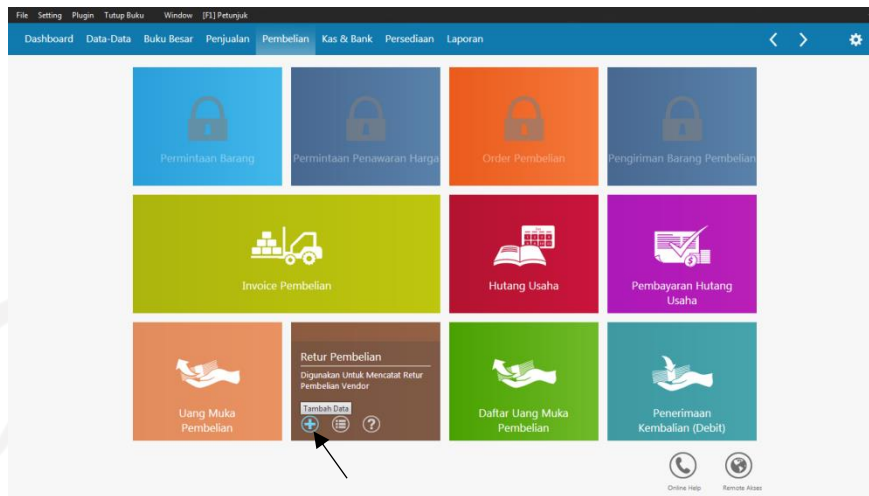 File Setting Plugin Tutup Buku Window [F1] Petunjuk
Dashboard Data-Data Buku Besar Penjualan Pembelian Kas & Bank Persediaan Laporan
Permintaan Barang
Permintaan Penawaran Harga
Order Pembelian
Pengiriman Barang Pembelian
Invoice Pembelian
Hutang Usaha
Pembayaran Hutang
Usaha
Uang Muka
Pembelian
Retur Pembelian
Digunakan Untuk Mencatat Retur
Pembelian Vendor
Tambah Data
Daftar Uang Muka
Pembelian
Penerimaan
Kembalian (Debit)
Online Help
Remote Akses